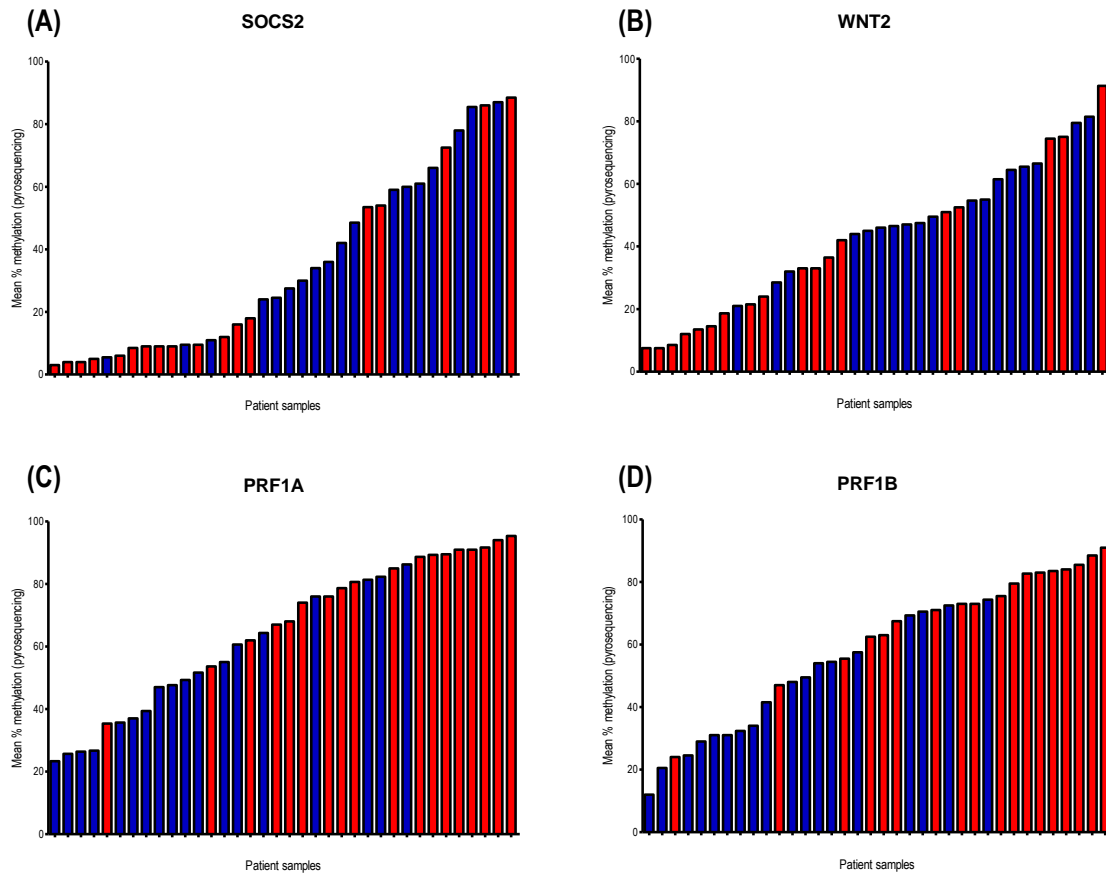 (A)
SOCS2
100
80
60
40
20
0
Mean % methylation (pyrosequencing)
Patient samples
(B)
WNT2
100
80
60
40
20
0
Mean % methylation (pyrosequencing)
Patient samples
(C)
PRF1A
100
80
60
40
20
0
Mean % methylation (pyrosequencing)
Patient samples
(D)
PRF1B
100
80
60
40
20
0
Mean % methylation (pyrosequencing)
Patient samples